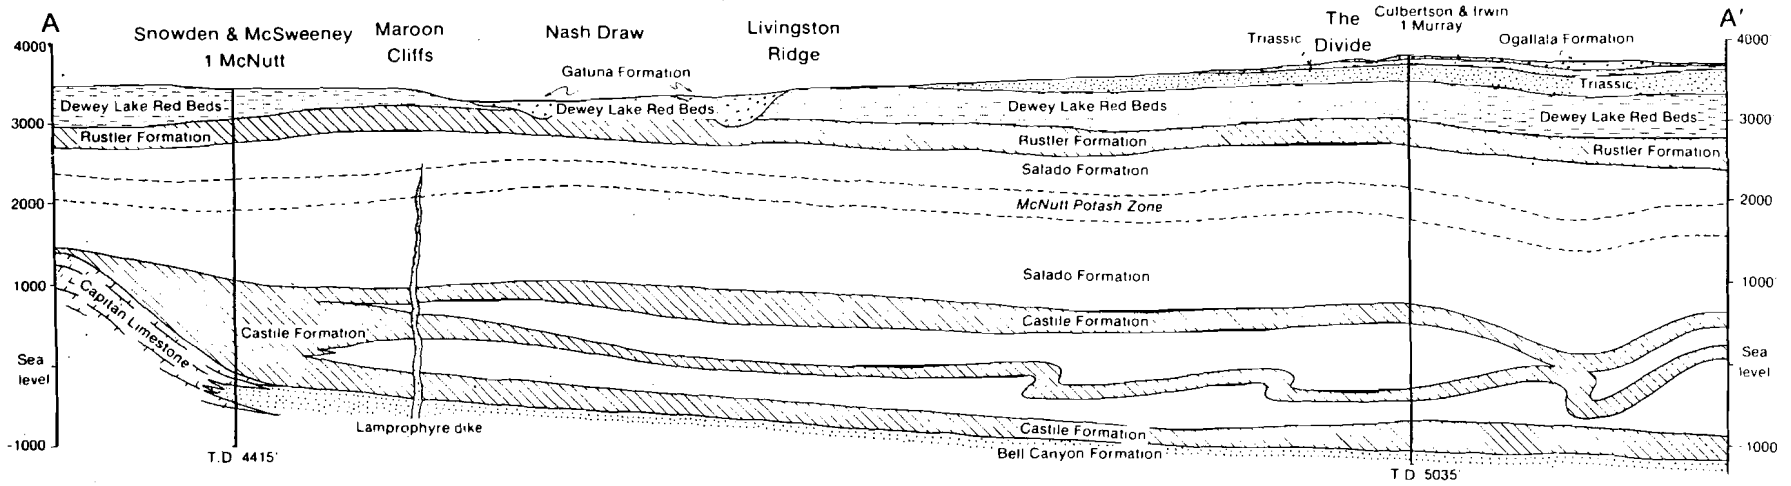 A
Snowden & McSweeney
1 McNutt
Maroon
Cliffs
Nash Draw
Livingston
Ridge
The
Divide
Culbertson & Irwin
1 Murray
A'
4000
4000
Triassic
Ogallala Formation
Gatuna Formation
Dewey Lake Red Beds
Dewey Lake Red Beds
Dewey Lake Red Beds
Triassic
Dewey Lake Red Beds
3000
3000
Rustler Formation
Rustler Formation
Rustler Formation
Salado Formation
2000
2000
McNutt Potash Zone
1000
1000
Salado Formation
Capitan Limestone
Castile Formation
Castile Formation
Sea
level
Sea
level
Lamprophyre dike
Castile Formation
Bell Canyon Formation
-1000
-1000
T.D 4415'
T D 5035